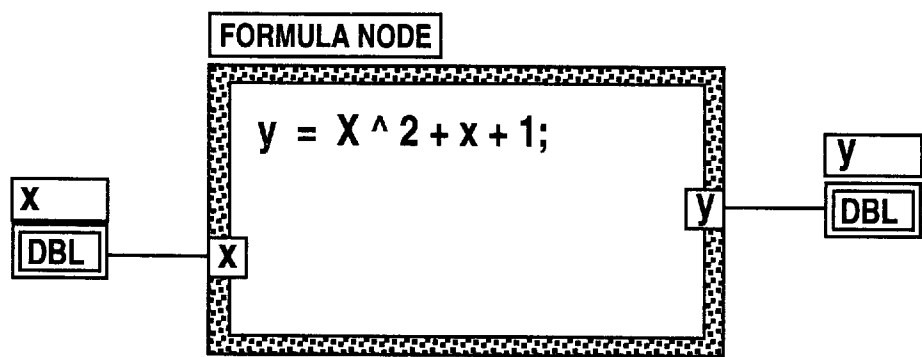 FORMULA NODE
y = X ^ 2 + x + 1;
x
DBL
x
y
y
DBL